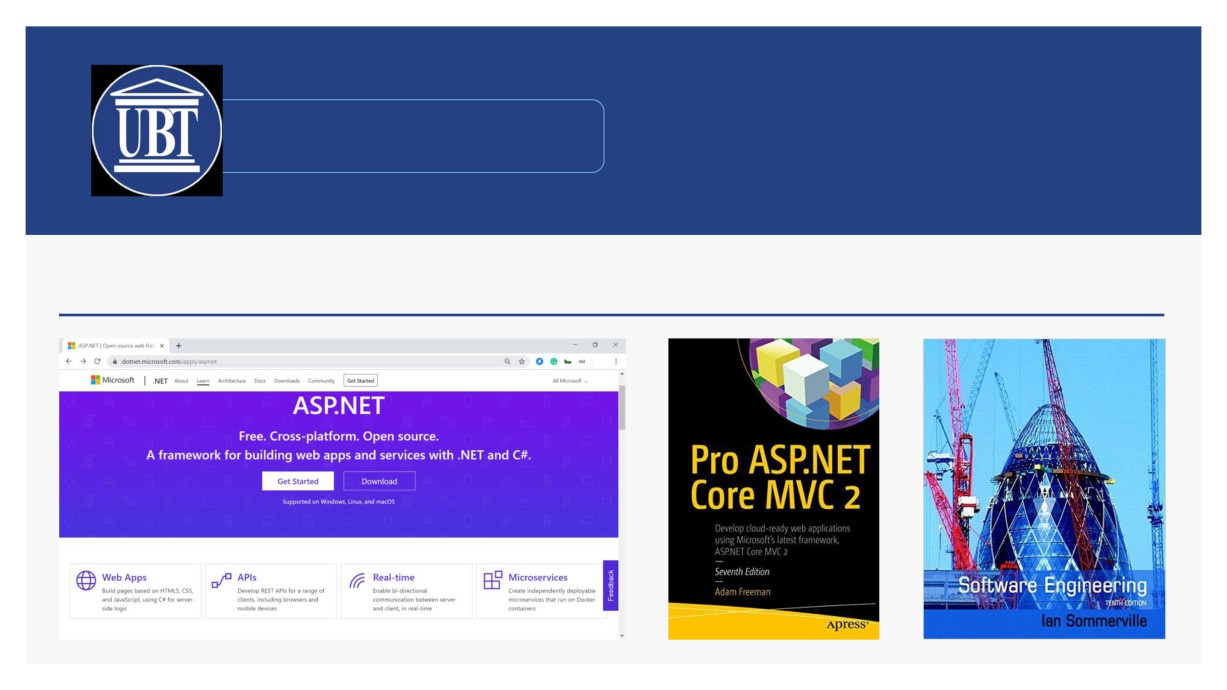 UBT
ASP.NET | Open-source web fran
dotnet.microsoft.com/apps/aspnet
Microsoft | .NET About Learn Architecture Docs Downloads Community Get Started All Microsoft
ASP.NET
Free. Cross-platform. Open source.
A framework for building web apps and services with .NET and C#.
Get Started Download
Supported on Windows, Linux, and macOS
Web Apps
Build pages based on HTML5, CSS,
and JavaScript, using C# for server-
side logic
APIs
Develop REST APIs for a range of
clients, including browsers and
mobile devices
Real-time
Enable bi-directional
communication between server
and client, in real-time
Microservices
Create independently deployable
microservices that run on Docker
containers
Feedback
Pro ASP.NET
Core MVC 2
Develop cloud-ready web applications
using Microsoft's latest framework,
ASP.NET Core MVC 2
Seventh Edition
Adam Freeman
Apress®
Software Engineering
TENTH EDITION
Ian Sommerville